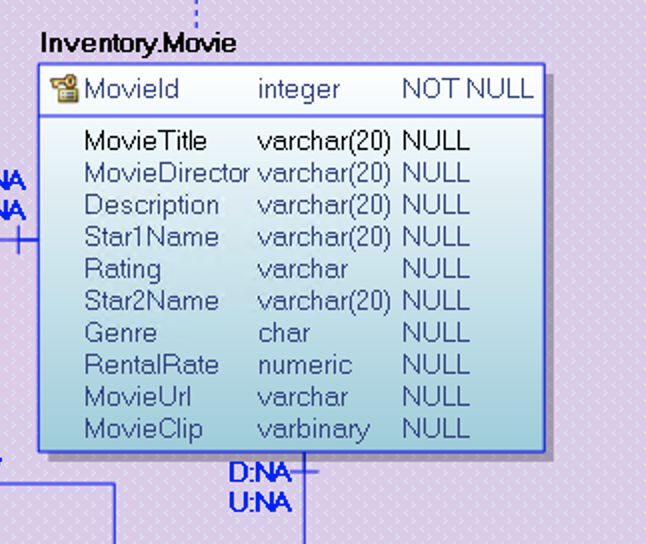 Inventory.Movie
MovieId integer NOT NULL
MovieTitle varchar(20) NULL
MovieDirector varchar(20) NULL
NA
Description varchar(20) NULL
NA
Star1Name varchar(20) NULL
Rating varchar NULL
Star2Name varchar(20) NULL
Genre char NULL
RentalRate numeric NULL
MovieUrl varchar NULL
MovieClip varbinary NULL
D:NA
U:NA